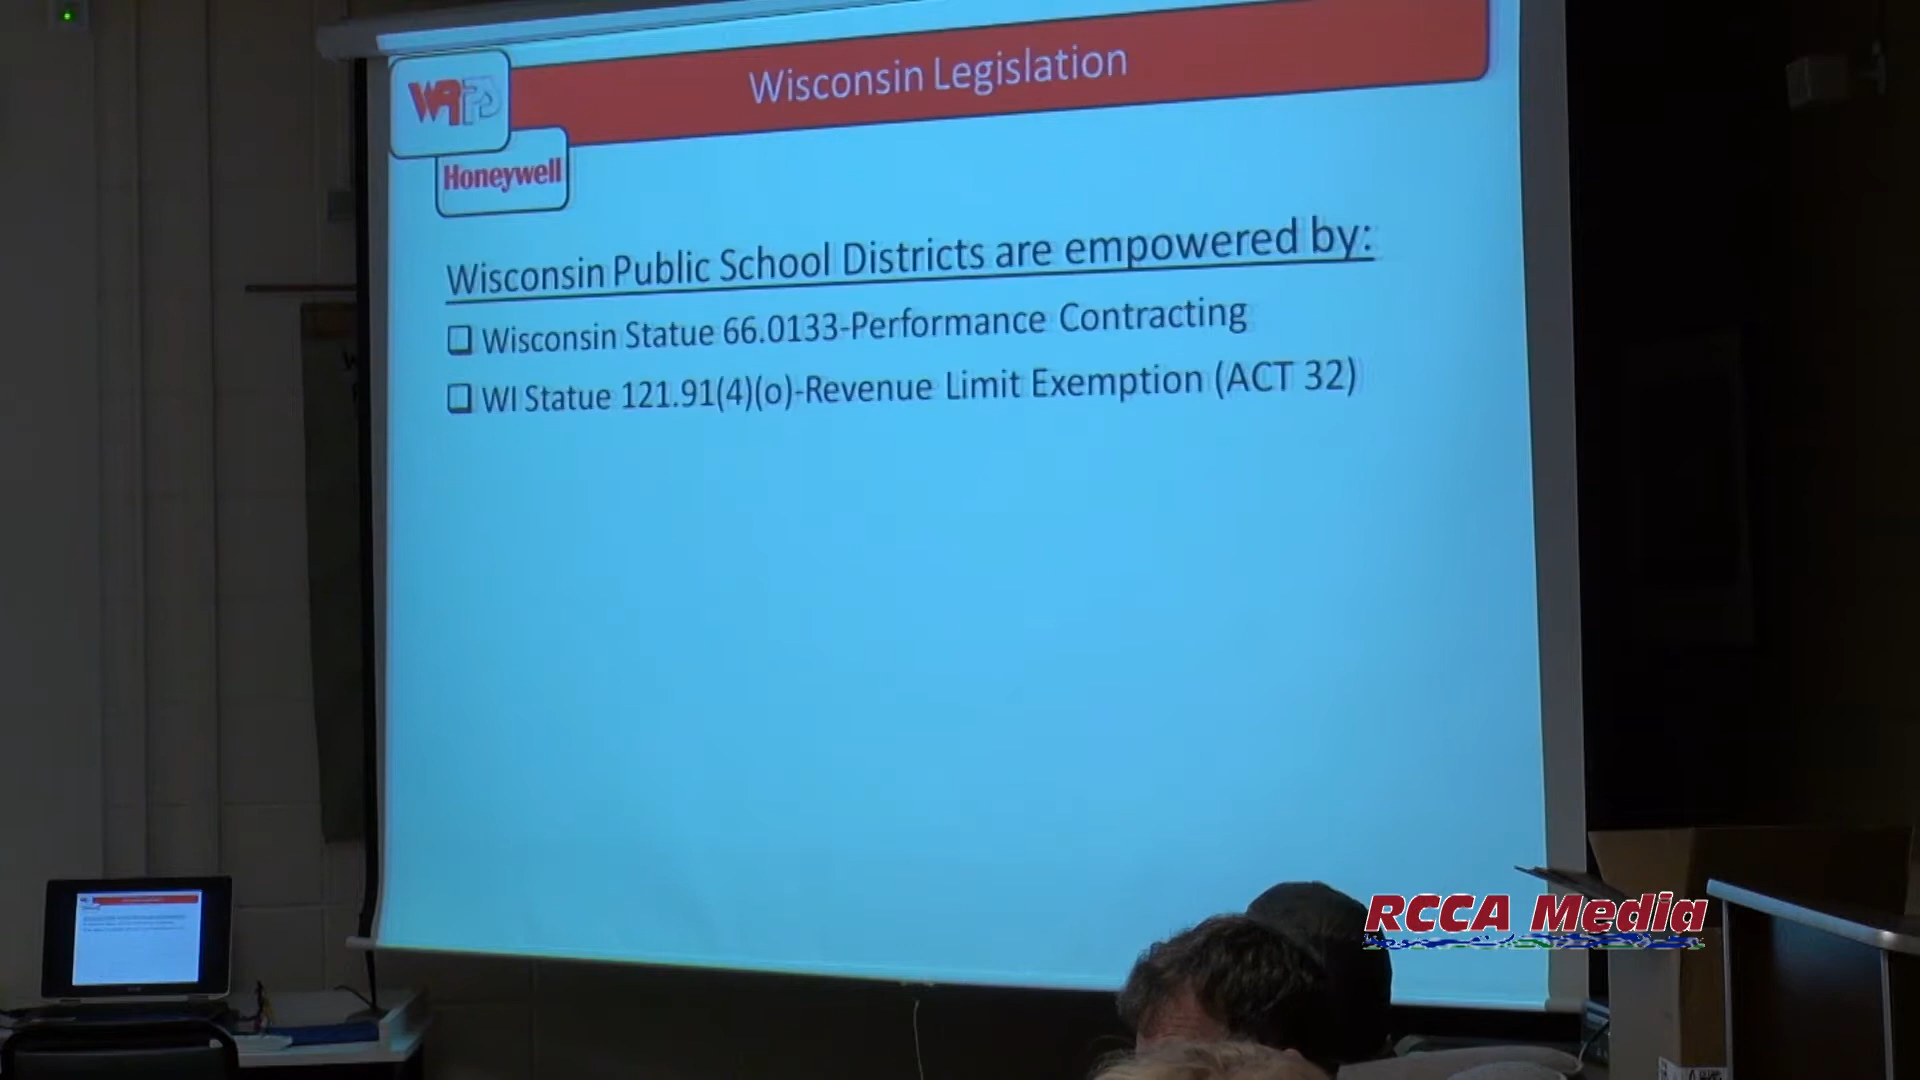 Wisconsin Legislation
WRPS
Honeywell
Wisconsin Public School Districts are empowered by:
Wisconsin Statue 66.0133-Performance Contracting
WI Statue 121.91(4)(o)-Revenue Limit Exemption (ACT 32)
RCCA Media